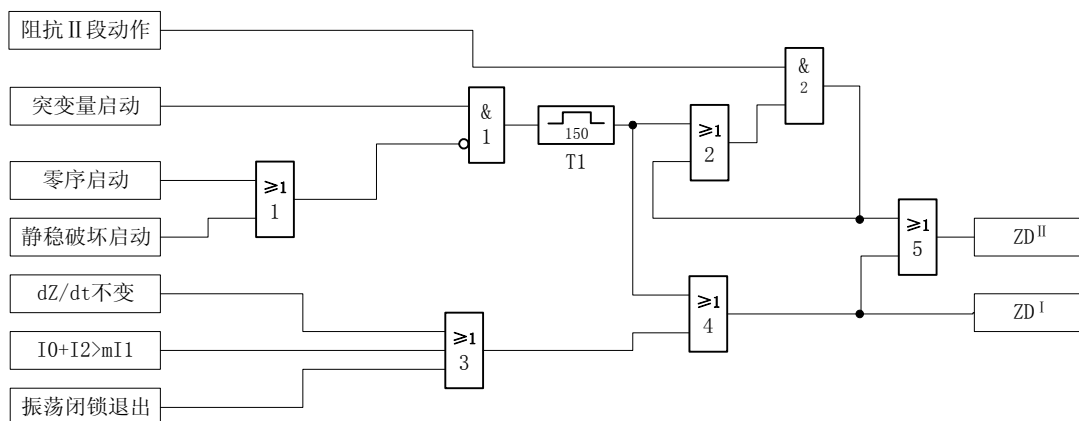 阻抗Ⅱ段动作
&
2
突变量启动
&
1
150
T1
≥1
2
零序启动
≥1
1
静稳破坏启动
≥1
5
ZDⅡ
dZ/dt不变
≥1
4
ZDⅠ
I0+I2>mI1
≥1
3
振荡闭锁退出